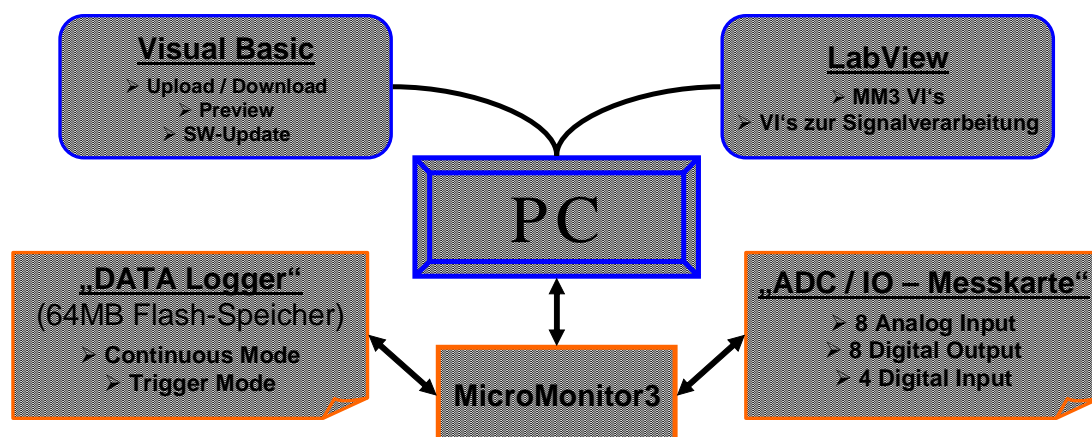 Visual Basic
➢ Upload / Download
➢ Preview
➢ SW-Update
LabView
➢ MM3 VI‘s
➢ VI‘s zur Signalverarbeitung
PC
„DATA Logger“
(64MB Flash-Speicher)
➢ Continuous Mode
➢ Trigger Mode
MicroMonitor3
„ADC / IO – Messkarte“
➢ 8 Analog Input
➢ 8 Digital Output
➢ 4 Digital Input